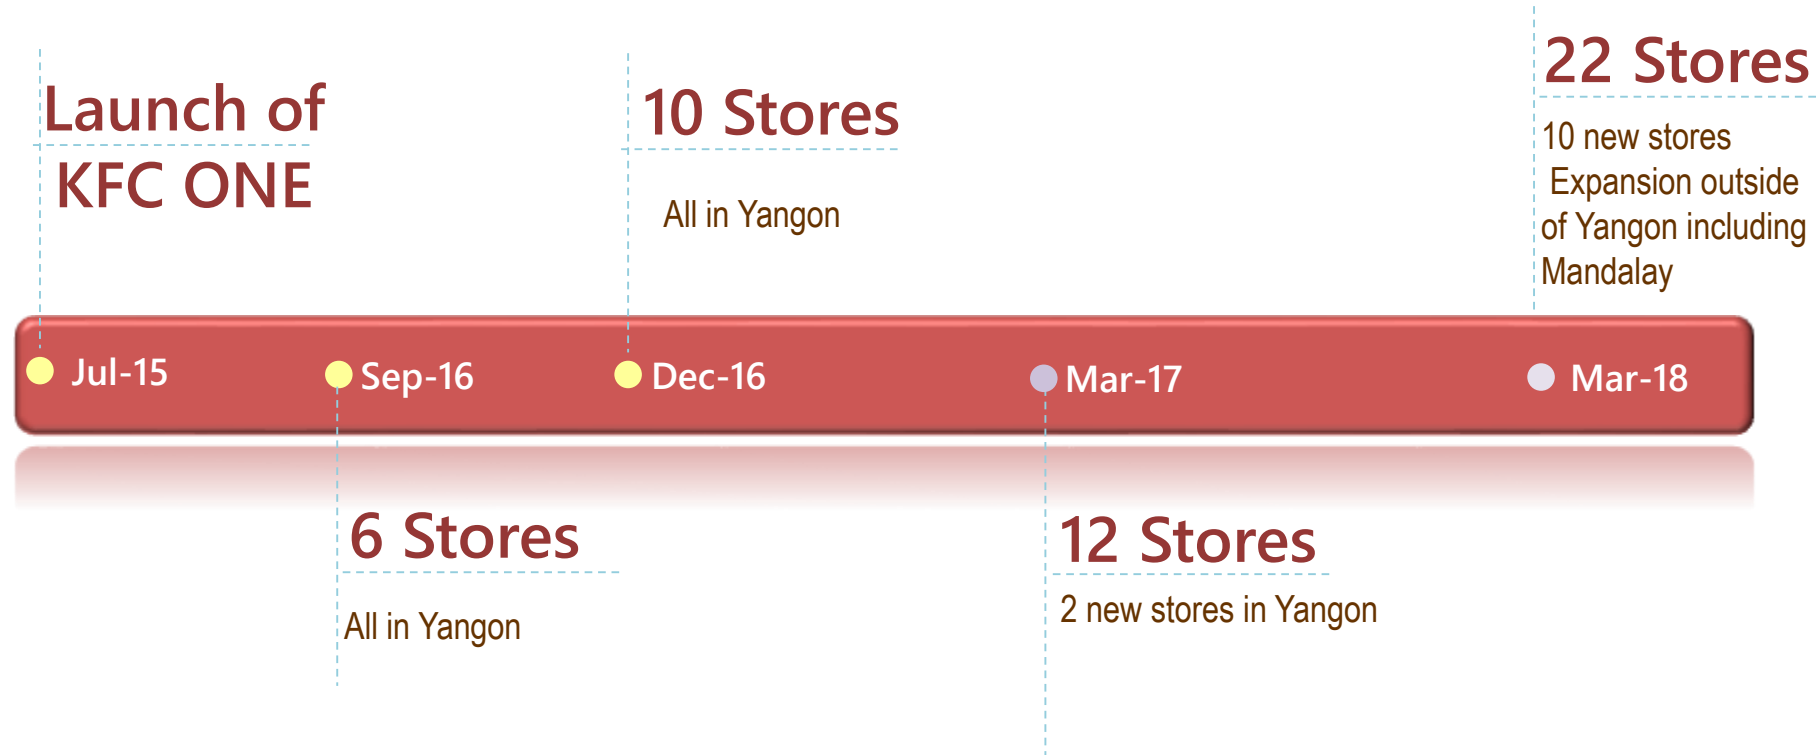 Launch of
KFC ONE
10 Stores
All in Yangon
22 Stores
10 new stores
Expansion outside
of Yangon including
Mandalay
Jul-15
Sep-16
Dec-16
Mar-17
Mar-18
6 Stores
All in Yangon
12 Stores
2 new stores in Yangon